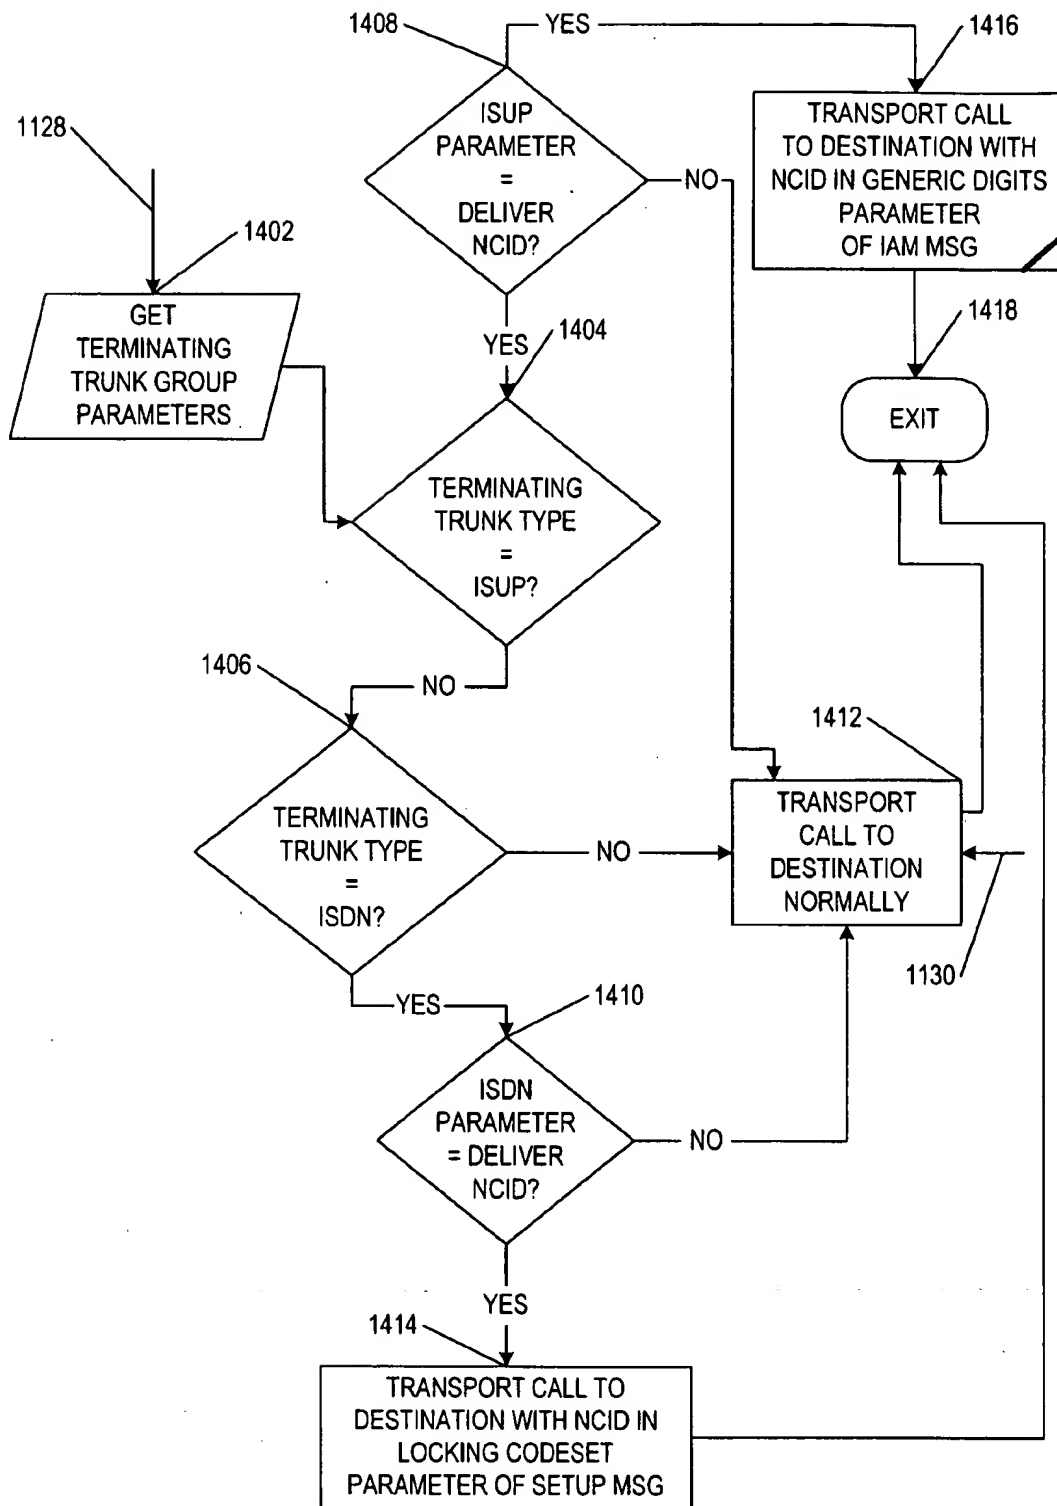 1408
YES
1416
ISUP
PARAMETER
=
DELIVER
NCID?
NO
TRANSPORT CALL
TO DESTINATION WITH
NCID IN GENERIC DIGITS
PARAMETER
OF IAM MSG
1128
1402
GET
TERMINATING
TRUNK GROUP
PARAMETERS
YES
1404
1418
EXIT
TERMINATING
TRUNK TYPE
=
ISUP?
NO
1406
TERMINATING
TRUNK TYPE
=
ISDN?
NO
1412
TRANSPORT
CALL TO
DESTINATION
NORMALLY
1130
YES
1410
ISDN
PARAMETER
= DELIVER
NCID?
NO
YES
1414
TRANSPORT CALL TO
DESTINATION WITH NCID IN
LOCKING CODESET
PARAMETER OF SETUP MSG